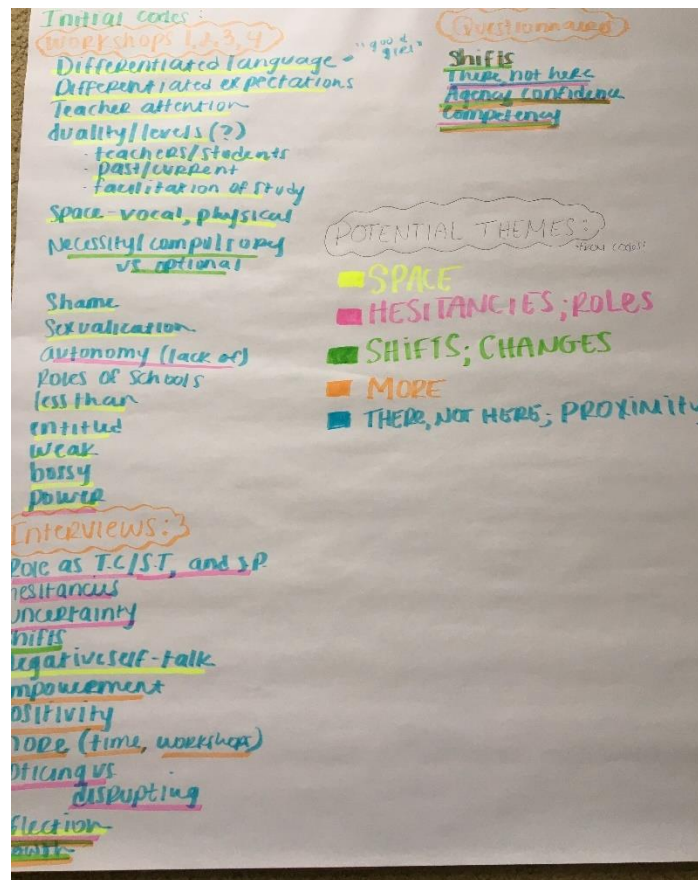 Initial codes:
Workshops 1,2,3,4
Differentiated language - "good girl"
Differentiated expectations
Teacher attention
duality/levels (?)
· teachers/students
· past/current
· facilitation of study
Space-vocal, physical
Necessity/compulsory
vs optional
Shame
Sexualication
autonomy (lack of)
Roles of Schools
less than
entitled
weak
bossy
power
Interviews: 3
Role as T.C/S.T, and J.P.
hesitancies
uncertainty
shifts
negative self-talk
mpowerment
ositivity
more (time, workshop)
oticing vs
disrupting
flection
Questionnaires
Shifts
There not here
Agency confidence
Competency
POTENTIAL THEMES:
from codes:
SPACE
HESITANCIES; ROLES
SHIFTS; CHANGES
MORE
THERE, NOT HERE; PROXIMITY